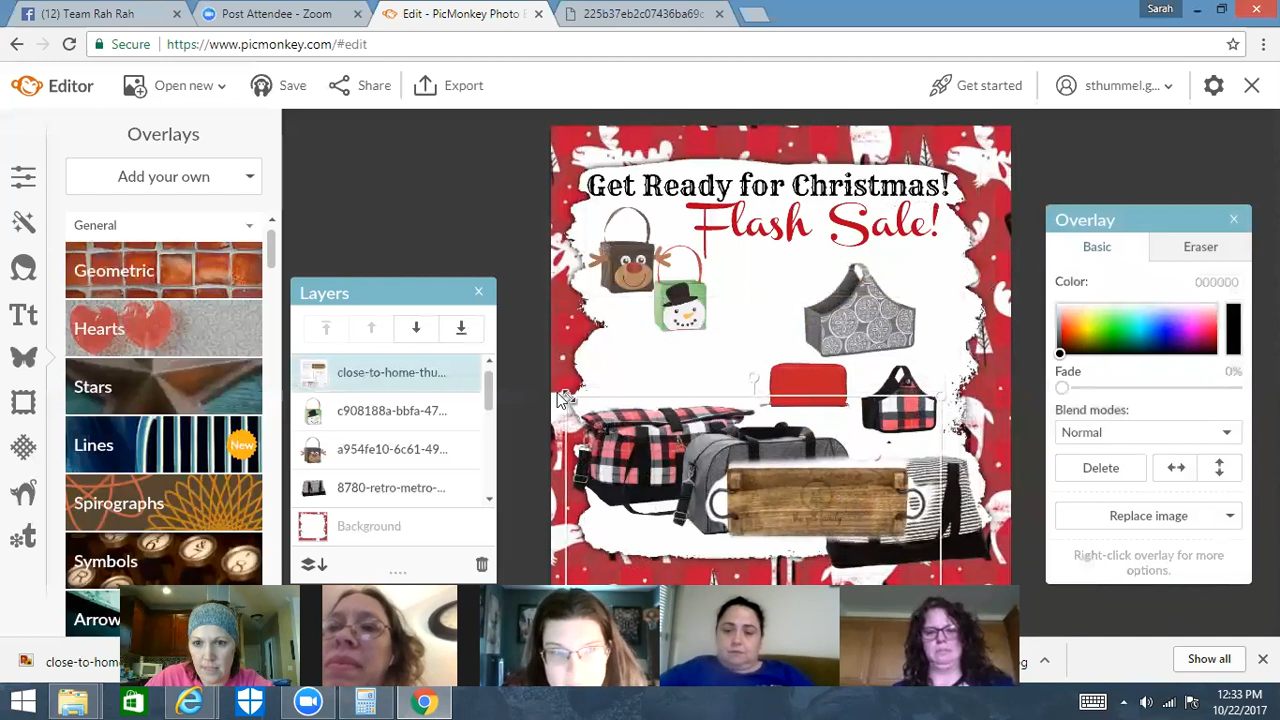 (12) Team Rah Rah
Post Attendee - Zoom
Edit - PicMonkey Photo E
225b37eb2c07436ba69c
Sarah
Secure
https://www.picmonkey.com/#edit
Editor
Open new
Save
Share
Export
Get started
sthummel.g...
Overlays
Add your own
General
Geometric
Hearts
Stars
Lines
New
Spirographs
Symbols
Arrow
Layers
close-to-home-thu...
c908188a-bbfa-47...
a954fe10-6c61-49...
8780-retro-metro-...
Background
Get Ready for Christmas!
Flash Sale!
Overlay
Basic
Eraser
Color:
000000
Fade
0%
Blend modes:
Normal
Delete
Replace image
Right-click overlay for more
options.
close-to-hom
Show all
12:33 PM
10/22/2017